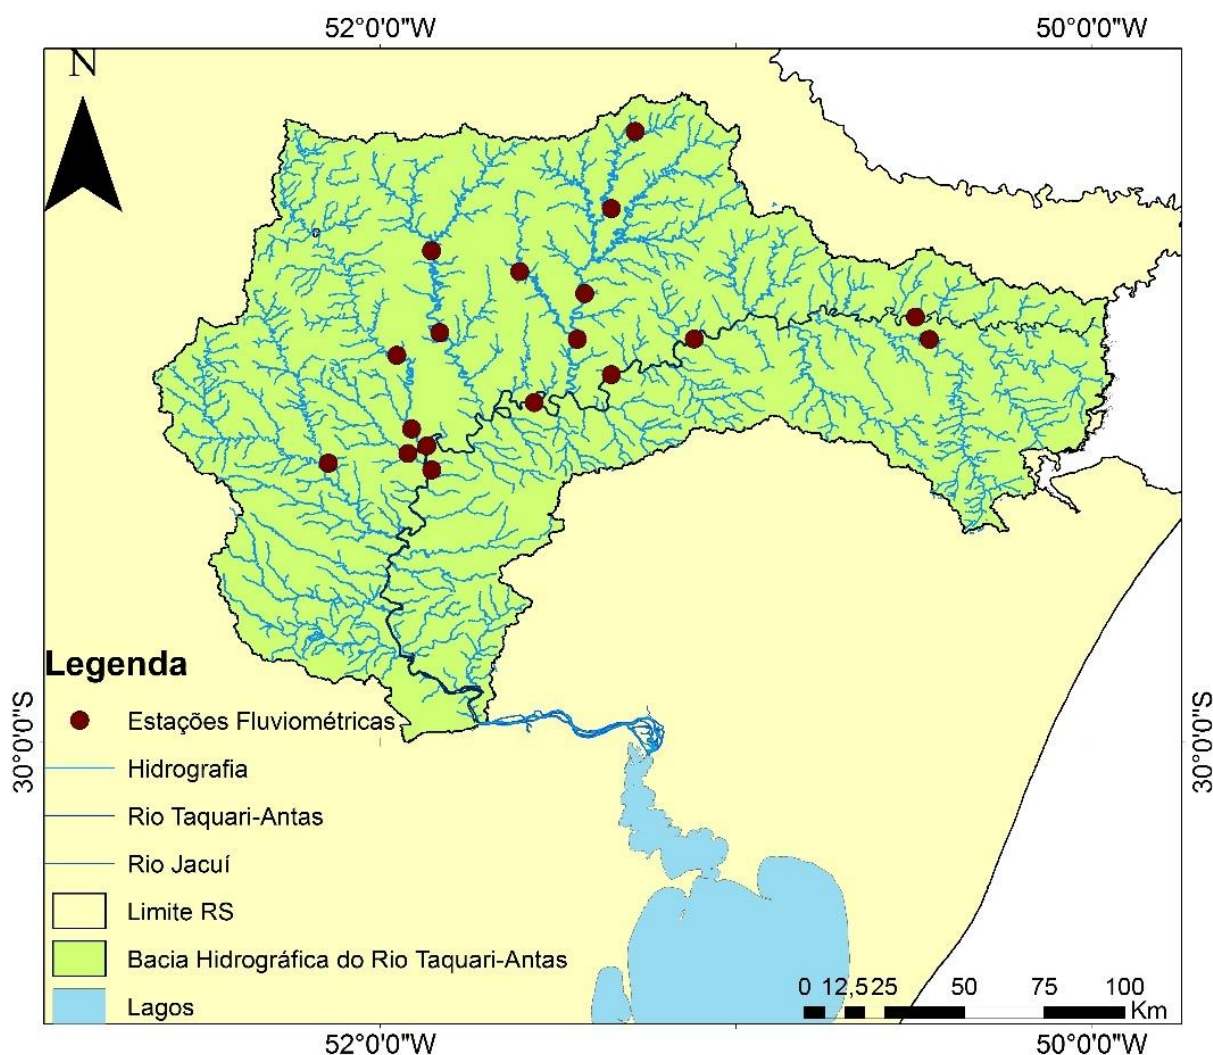 52°0'0"W 50°0'0"W
N
Legenda
Estações Fluviométricas
Hidrografia
Rio Taquari-Antas
Rio Jacuí
Limite RS
Bacia Hidrográfica do Rio Taquari-Antas
Lagos
30°0'0"S
30°0'0"S
0 12,5 25 50 75 100
Km
52°0'0"W 50°0'0"W